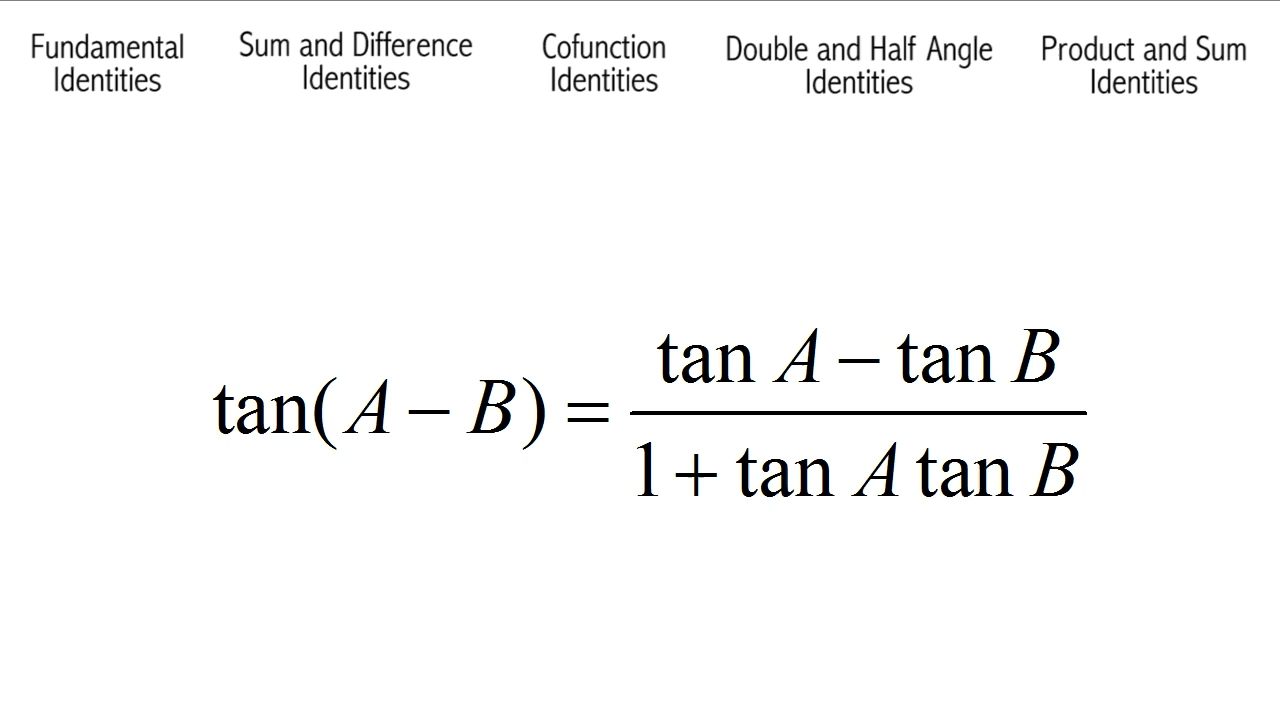 Fundamental
Identities
Sum and Difference
Identities
Cofunction
Identities
Double and Half Angle
Identities
Product and Sum
Identities
tan(A − B) = (tan A − tan B) / (1 + tan A tan B)